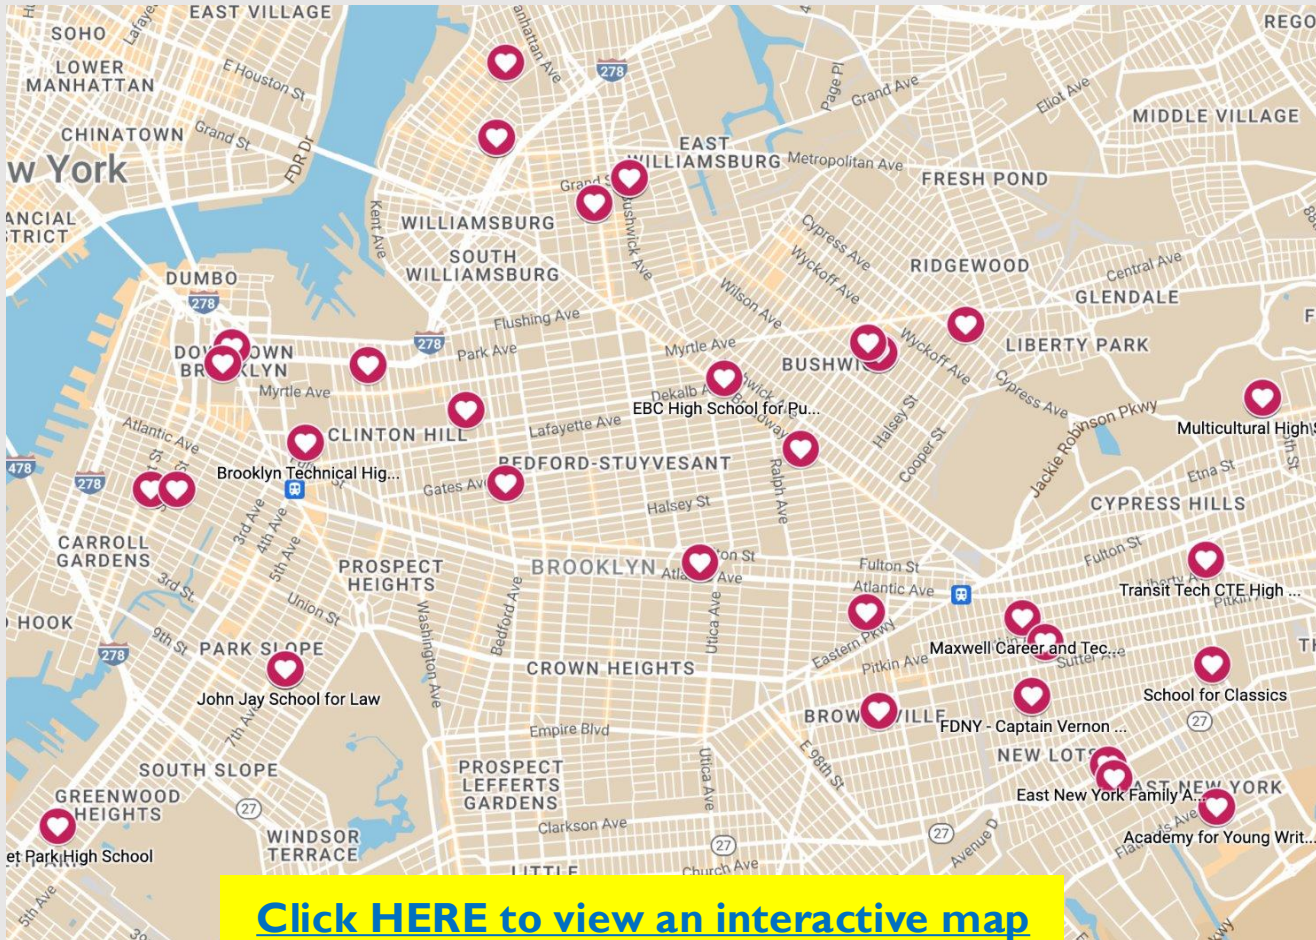 EAST VILLAGE
SOHO
LOWER
MANHATTAN
E Houston St
CHINATOWN
Grand St
FDR Dr
w York
ANCIAL
STRICT
278
Page Pl
Grand Ave
Eliot Ave
REGO
MIDDLE VILLAGE
EAST
WILLIAMSBURG
Metropolitan Ave
FRESH POND
Kent Ave
WILLIAMSBURG
SOUTH
WILLIAMSBURG
Bushwick Ave
Cypress Ave
Wyckoff Ave
RIDGEWOOD
Central Ave
GLENDALE
DUMBO
278
Wilson Ave
Flushing Ave
278
Park Ave
Myrtle Ave
Myrtle Ave
Wyckoff Ave
LIBERTY PARK
Cypress Ave
Dekalb A
Broadway
EBC High School for Pu...
Jackie Robinson Pkwy
Multicultural High S
Atlantic Ave
CLINTON HILL
Lafayette Ave
Halsey St
Cooper St
Brooklyn Technical Hig...
BEDFORD-STUYVESANT
Ralph Ave
Etna St
478
278
Gates Ave
Halsey St
CYPRESS HILLS
3rd Ave
4th Ave
5th Ave
CARROLL
GARDENS
PROSPECT
HEIGHTS
BROOKLYN
Fulton St
Fulton St
Atlantic Ave
Transit Tech CTE High ...
3rd St
Union St
9th St
HOOK
278
PARK SLOPE
Washington Ave
Bedford Ave
Utica Ave
Eastern Pkwy
Maxwell Career and Tec...
Pitkin Ave
Sutter Ave
CROWN HEIGHTS
John Jay School for Law
School for Classics
7th Ave
FDNY - Captain Vernon ...
27
Empire Blvd
E 98th St
NEW LOTS
SOUTH SLOPE
PROSPECT
LEFFERTS
GARDENS
Utica Ave
East New York Family A...
GREENWOOD
HEIGHTS
27
Clarkson Ave
27
Avenue D
WINDSOR
TERRACE
27
Academy for Young Writ...
et Park High School
Church Ave
5th Ave
Click HERE to view an interactive map